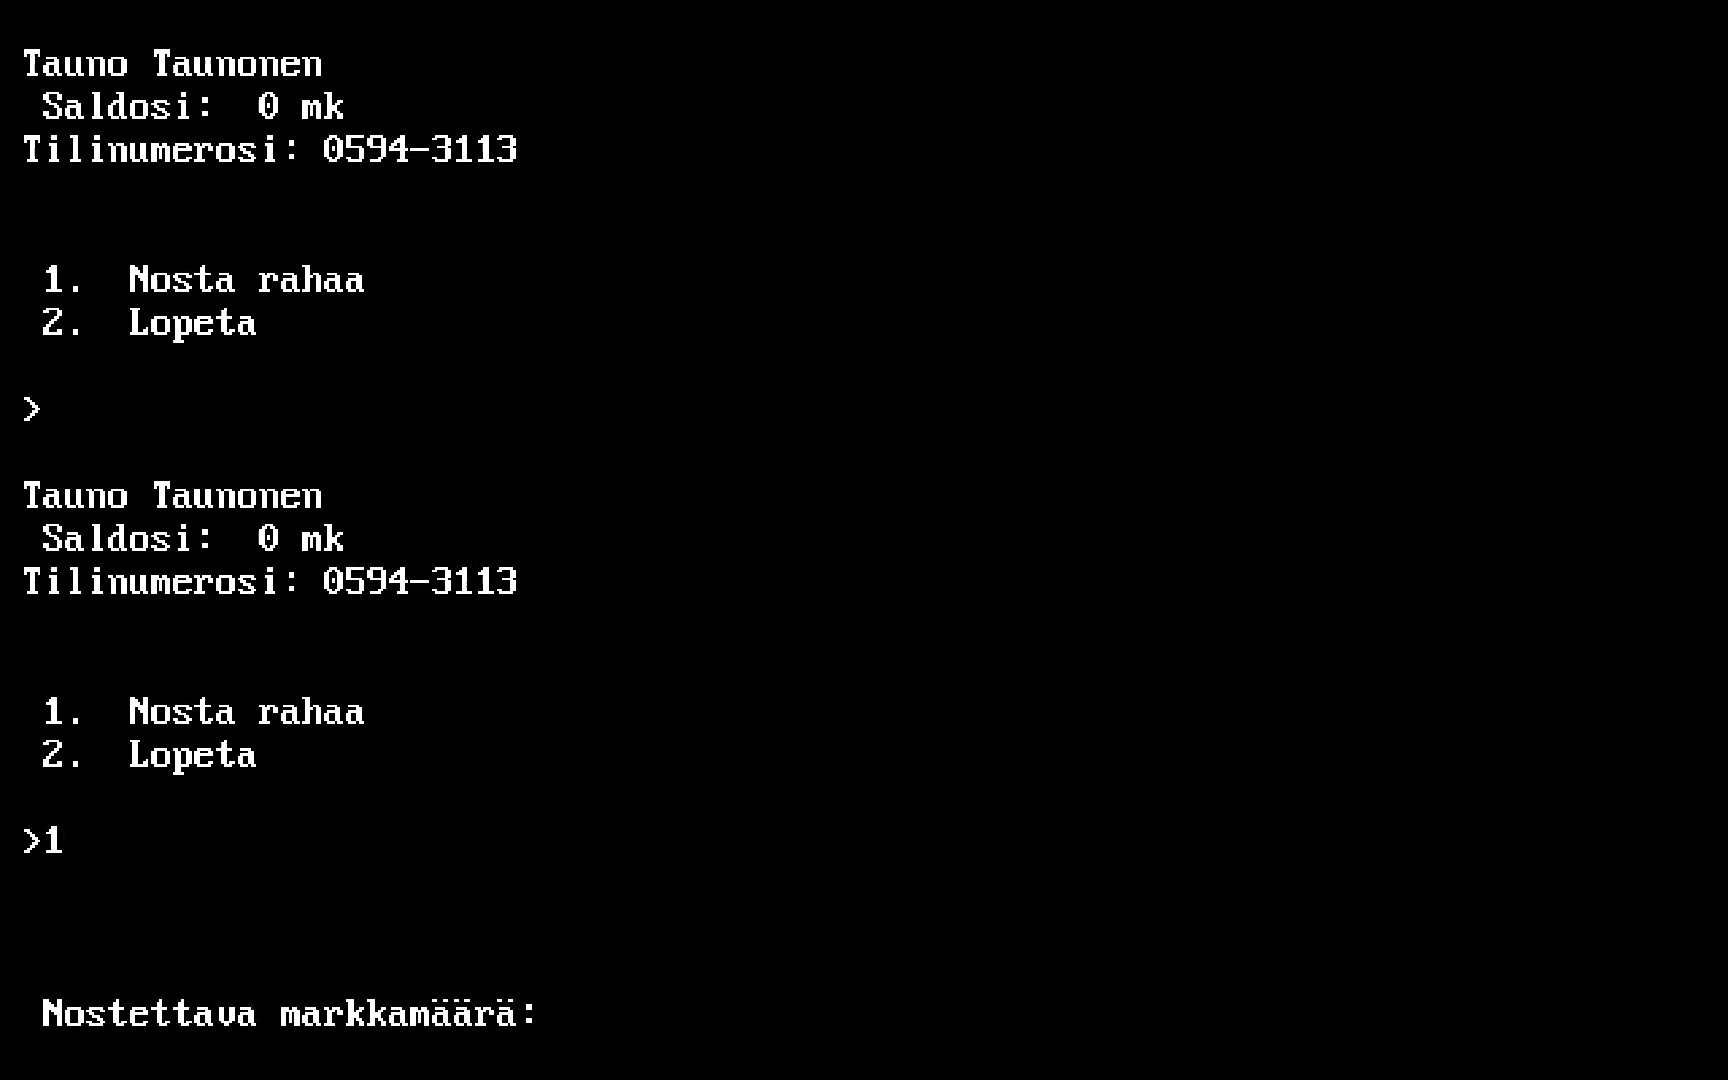 Tauno Taunonen
Saldosi:  0 mk
Tilinumerosi: 0594-3113
1.  Nosta rahaa
2.  Lopeta
>
Tauno Taunonen
Saldosi:  0 mk
Tilinumerosi: 0594-3113
1.  Nosta rahaa
2.  Lopeta
>1
Nostettava markkamäärä: